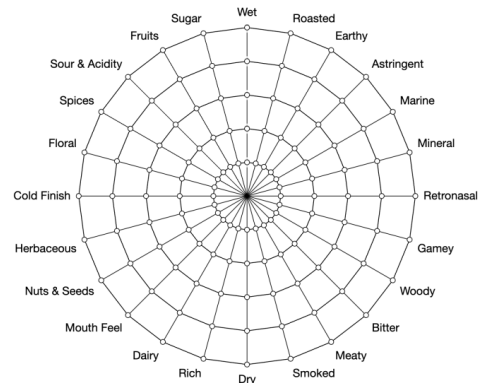 Wet
Roasted
Earthy
Astringent
Marine
Mineral
Retronasal
Gamey
Woody
Bitter
Meaty
Smoked
Dry
Rich
Dairy
Mouth Feel
Nuts & Seeds
Herbaceous
Cold Finish
Floral
Spices
Sour & Acidity
Fruits
Sugar